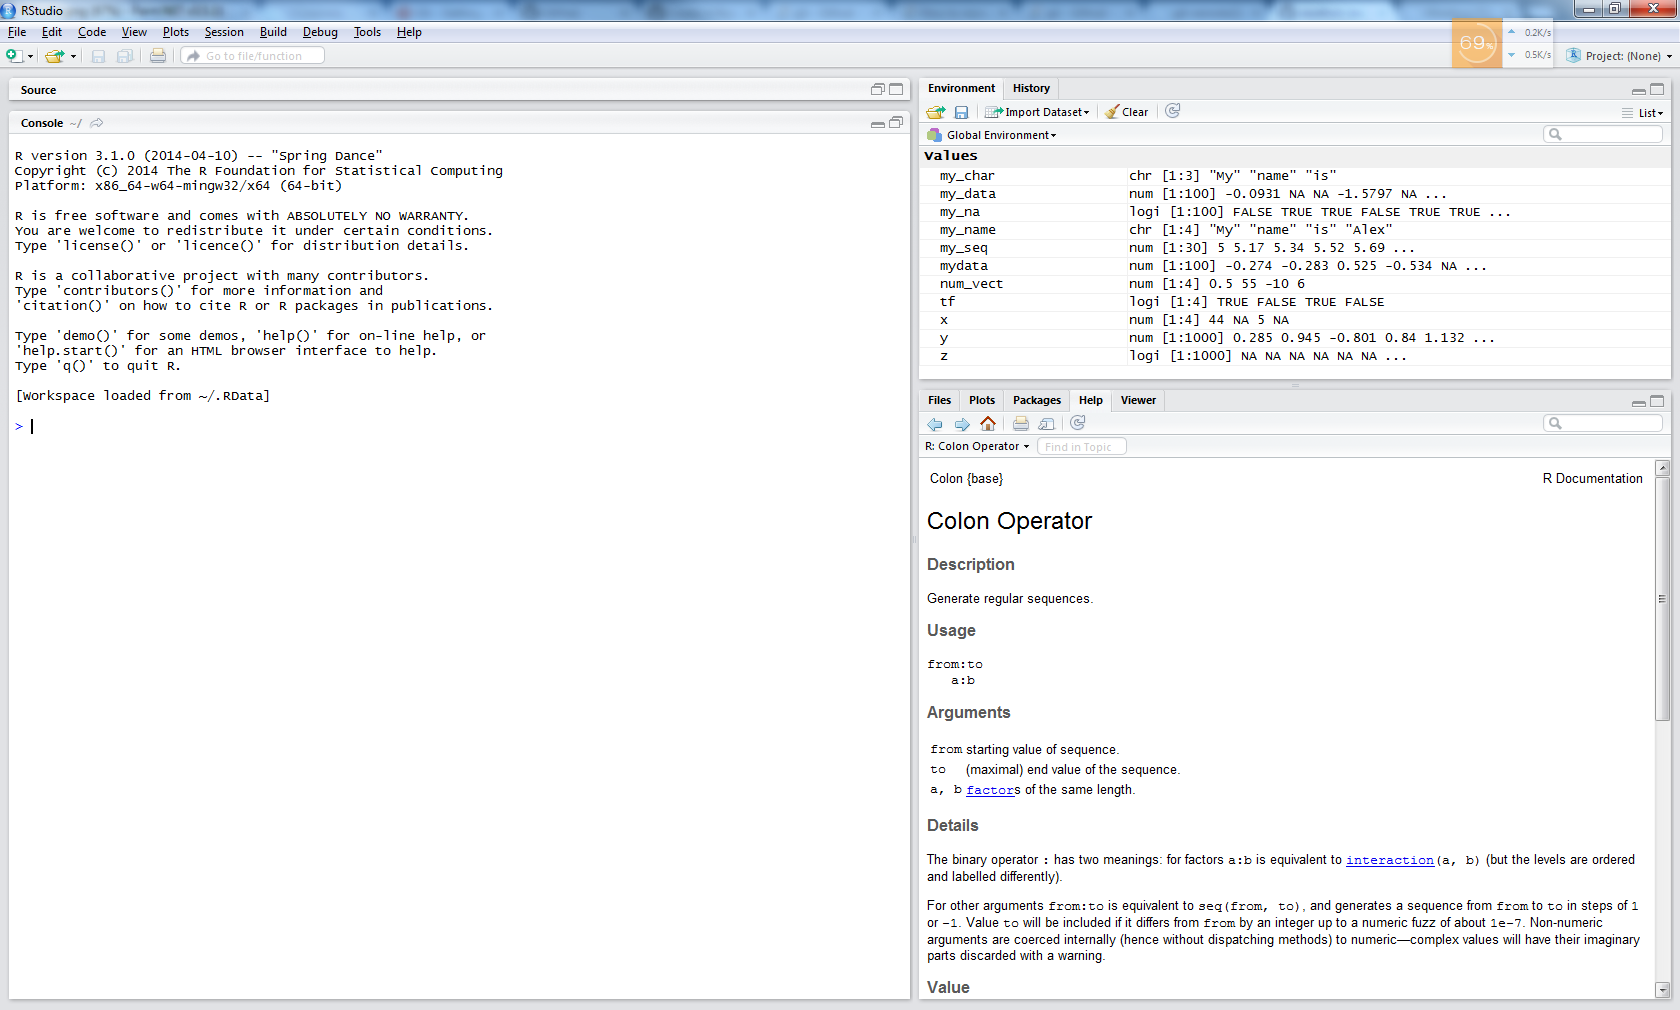 RStudio
File Edit Code View Plots Session Build Debug Tools Help
Go to file/function
69%
0.2K/s
0.5K/s
Project: (None)
Source
Console ~/
R version 3.1.0 (2014-04-10) -- "Spring Dance"
Copyright (C) 2014 The R Foundation for Statistical Computing
Platform: x86_64-w64-mingw32/x64 (64-bit)
R is free software and comes with ABSOLUTELY NO WARRANTY.
You are welcome to redistribute it under certain conditions.
Type 'license()' or 'licence()' for distribution details.
R is a collaborative project with many contributors.
Type 'contributors()' for more information and
'citation()' on how to cite R or R packages in publications.
Type 'demo()' for some demos, 'help()' for on-line help, or
'help.start()' for an HTML browser interface to help.
Type 'q()' to quit R.
[Workspace loaded from ~/.RData]
>
Environment History
Import Dataset Clear List
Global Environment
Values
my_char chr [1:3] "My" "name" "is"
my_data num [1:100] -0.0931 NA NA -1.5797 NA ...
my_na logi [1:100] FALSE TRUE TRUE FALSE TRUE TRUE ...
my_name chr [1:4] "My" "name" "is" "Alex"
my_seq num [1:30] 5 5.17 5.34 5.52 5.69 ...
mydata num [1:100] -0.274 -0.283 0.525 -0.534 NA ...
num_vect num [1:4] 0.5 55 -10 6
tf logi [1:4] TRUE FALSE TRUE FALSE
x num [1:4] 44 NA 5 NA
y num [1:1000] 0.285 0.945 -0.801 0.84 1.132 ...
z logi [1:1000] NA NA NA NA NA NA ...
Files Plots Packages Help Viewer
R: Colon Operator Find in Topic
Colon {base} R Documentation
Colon Operator
Description
Generate regular sequences.
Usage
from:to
a:b
Arguments
from starting value of sequence.
to (maximal) end value of the sequence.
a, b factors of the same length.
Details
The binary operator : has two meanings: for factors a:b is equivalent to interaction(a, b) (but the levels are ordered
and labelled differently).
For other arguments from:to is equivalent to seq(from, to), and generates a sequence from from to to in steps of 1
or -1. Value to will be included if it differs from from by an integer up to a numeric fuzz of about 1e-7. Non-numeric
arguments are coerced internally (hence without dispatching methods) to numeric—complex values will have their imaginary
parts discarded with a warning.
Value